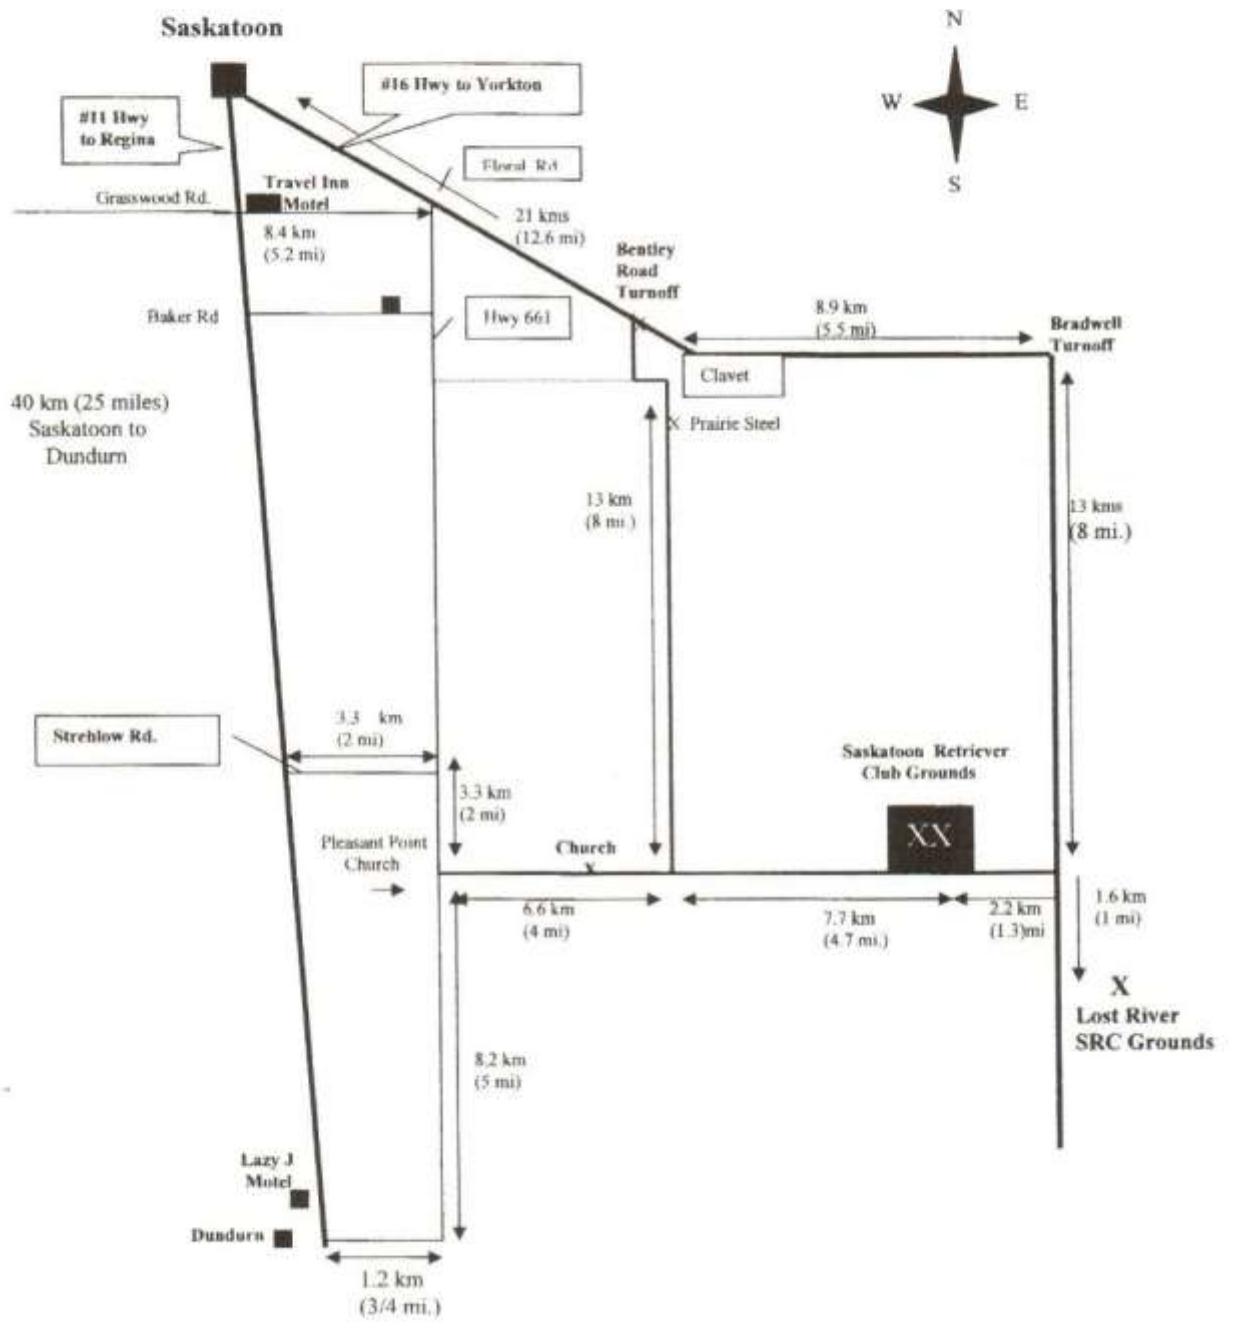 Saskatoon
N
W
E
S
#16 Hwy to Yorkton
#11 Hwy
to Regina
Floral Rd
Travel Inn
Motel
Grasswood Rd.
8.4 km
(5.2 mi)
21 kms
(12.6 mi)
Bentley
Road
Turnoff
Baker Rd
Hwy 661
8.9 km
(5.5 mi)
Bradwell
Turnoff
Clavet
X Prairie Steel
40 km (25 miles)
Saskatoon to
Dundurn
13 km
(8 mi.)
13 kms
(8 mi.)
Strehlow Rd.
3.3 km
(2 mi)
3.3 km
(2 mi)
Saskatoon Retriever
Club Grounds
XX
Pleasant Point
Church
Church
X
6.6 km
(4 mi)
7.7 km
(4.7 mi.)
2.2 km
(1.3)mi
1.6 km
(1 mi)
X
Lost River
SRC Grounds
8.2 km
(5 mi)
Lazy J
Motel
Dundurn
1.2 km
(3/4 mi.)